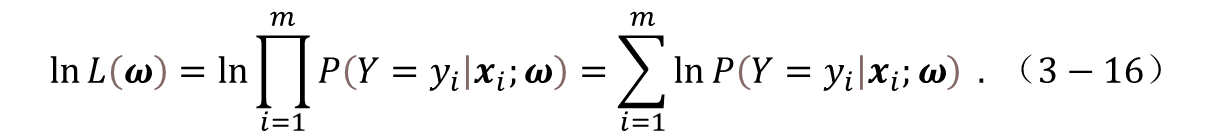 ln L(𝝎) = ln ∏_{i=1}^{m} P(Y = y_i|𝒙_i; 𝝎) = ∑_{i=1}^{m} ln P(Y = y_i|𝒙_i; 𝝎) . （3 − 16）